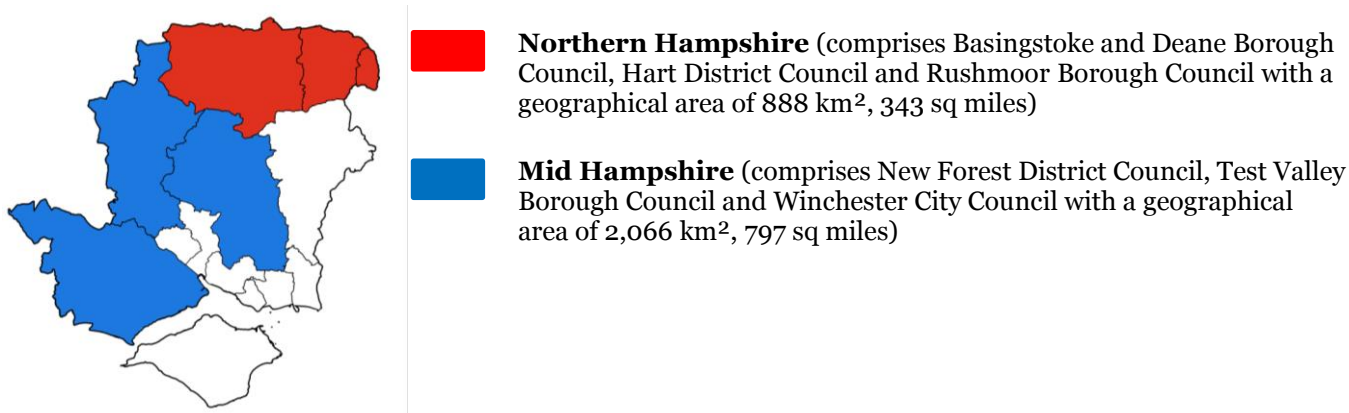 Northern Hampshire (comprises Basingstoke and Deane Borough
Council, Hart District Council and Rushmoor Borough Council with a
geographical area of 888 km², 343 sq miles)
Mid Hampshire (comprises New Forest District Council, Test Valley
Borough Council and Winchester City Council with a geographical
area of 2,066 km², 797 sq miles)